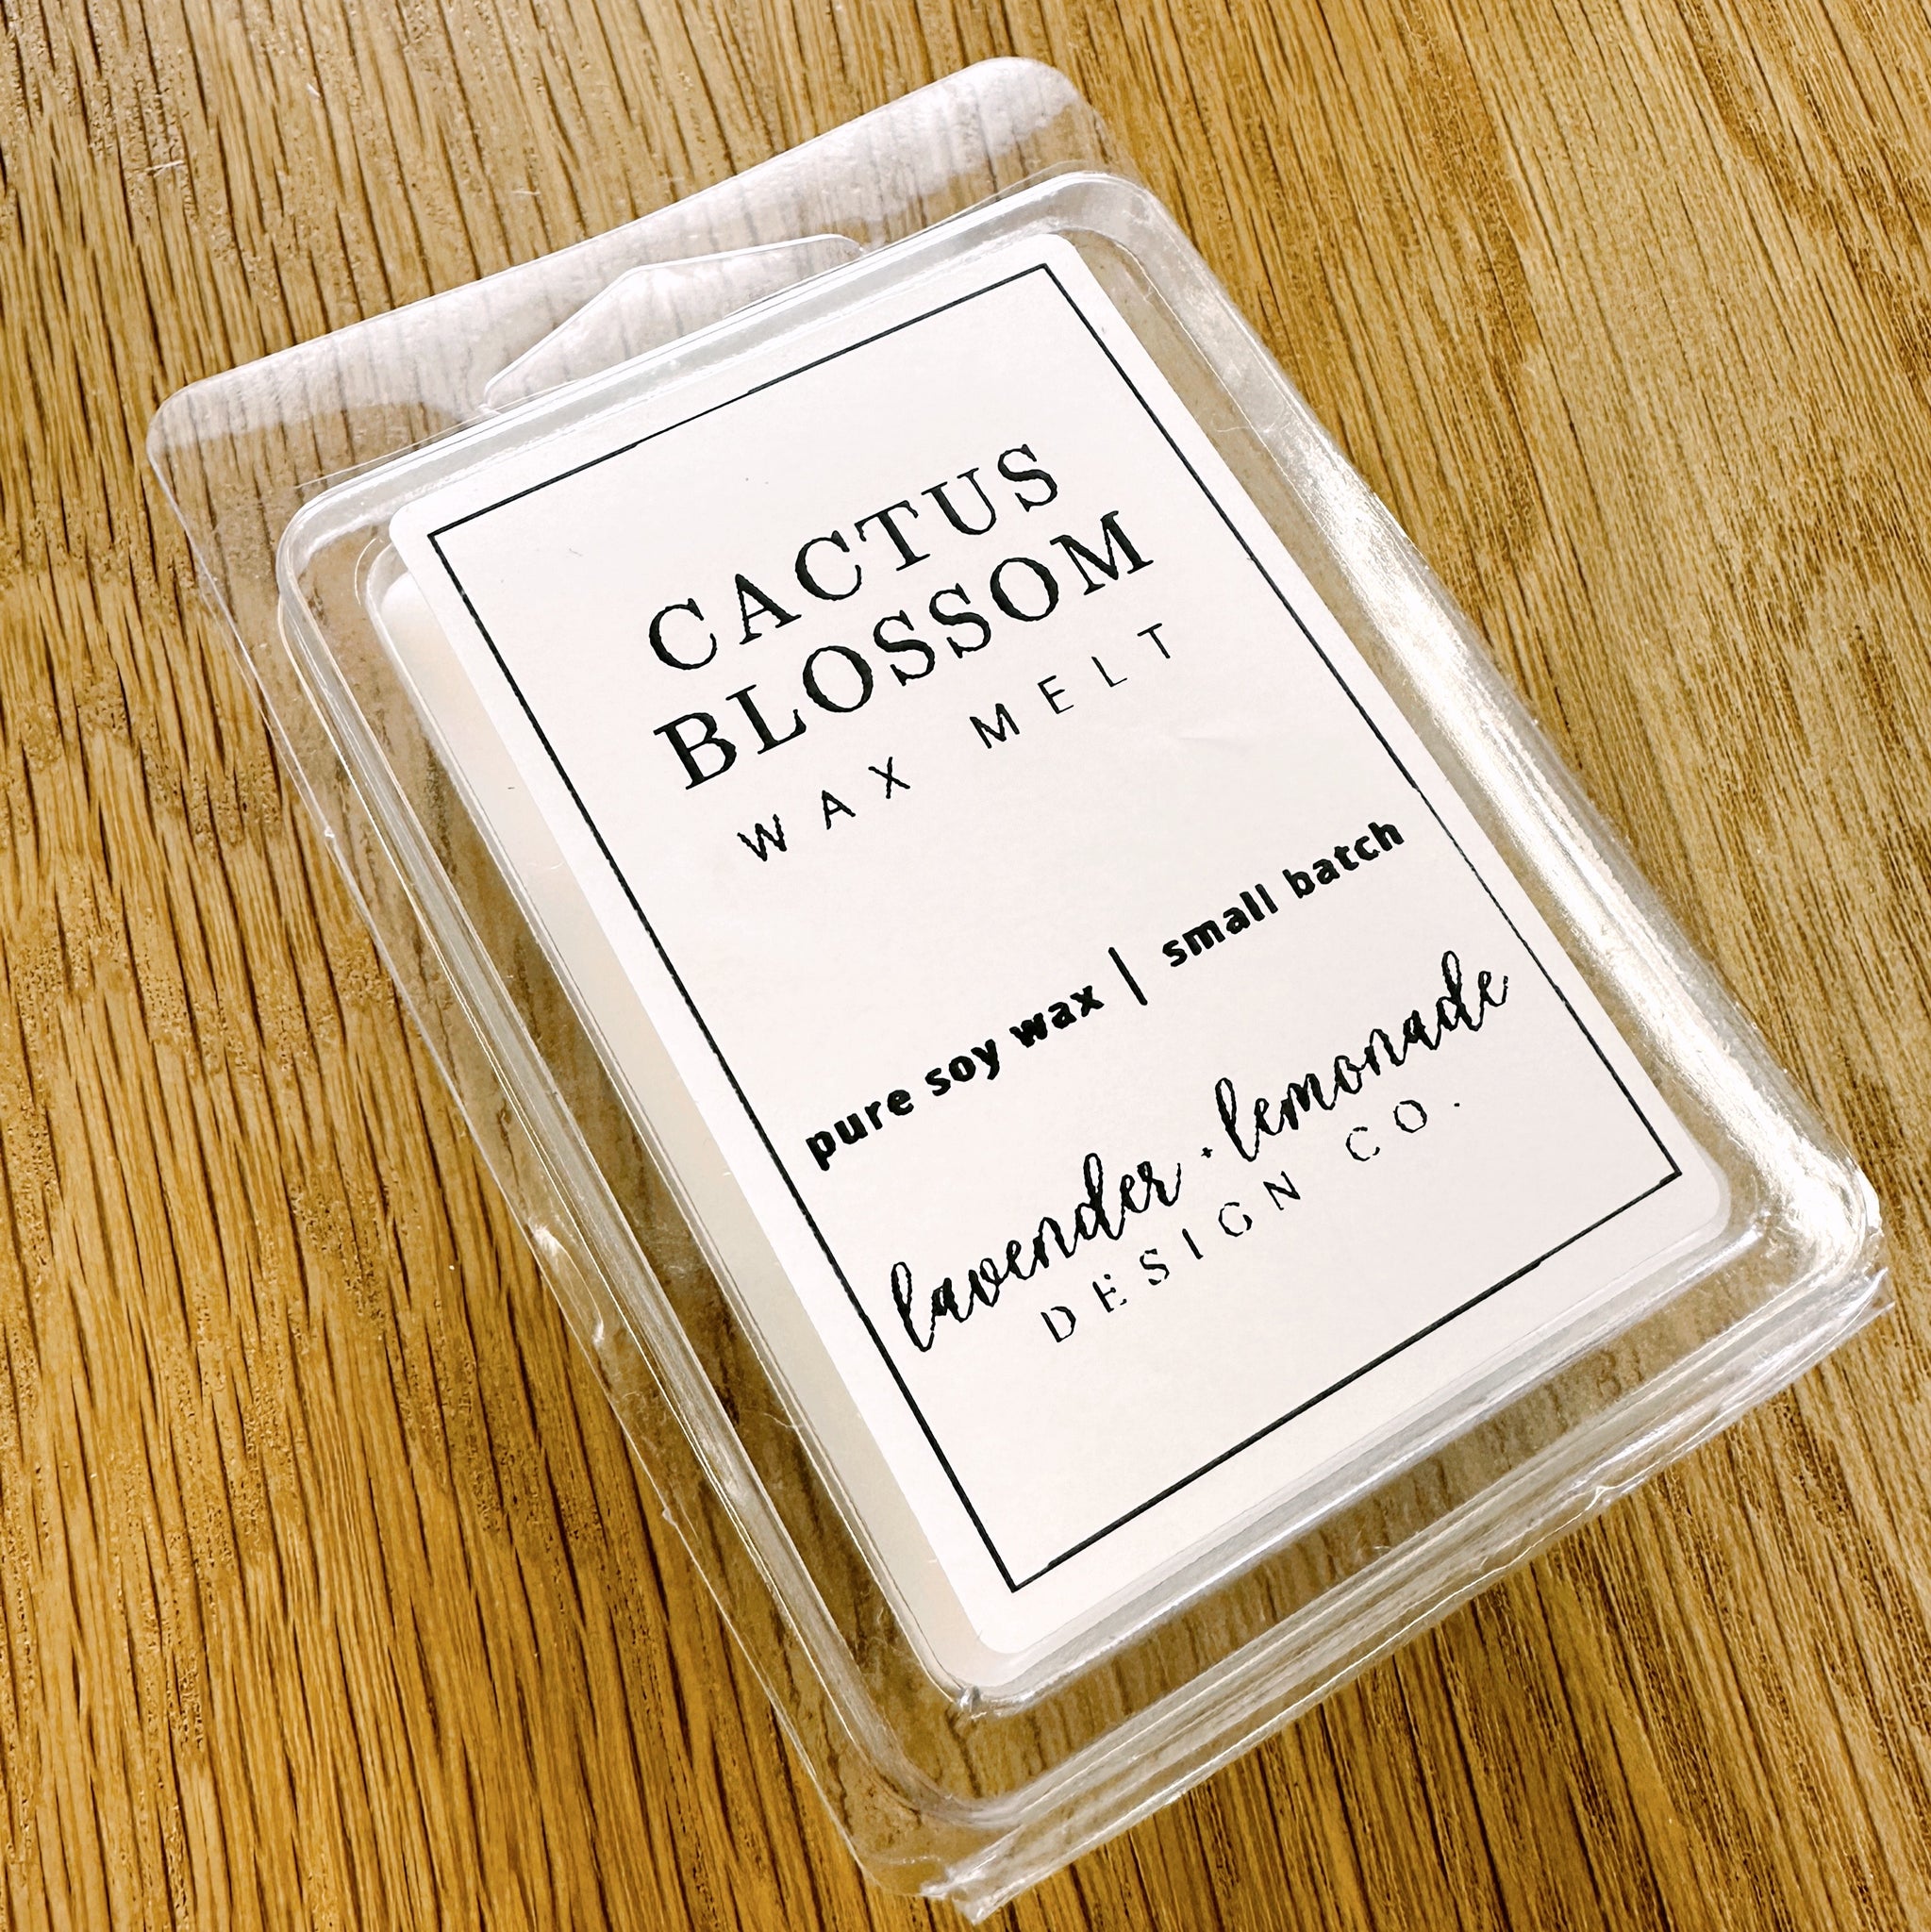 CACTUS
BLOSSOM
WAX MELT
pure soy wax | small batch
lavender + lemonade
DESIGN CO.